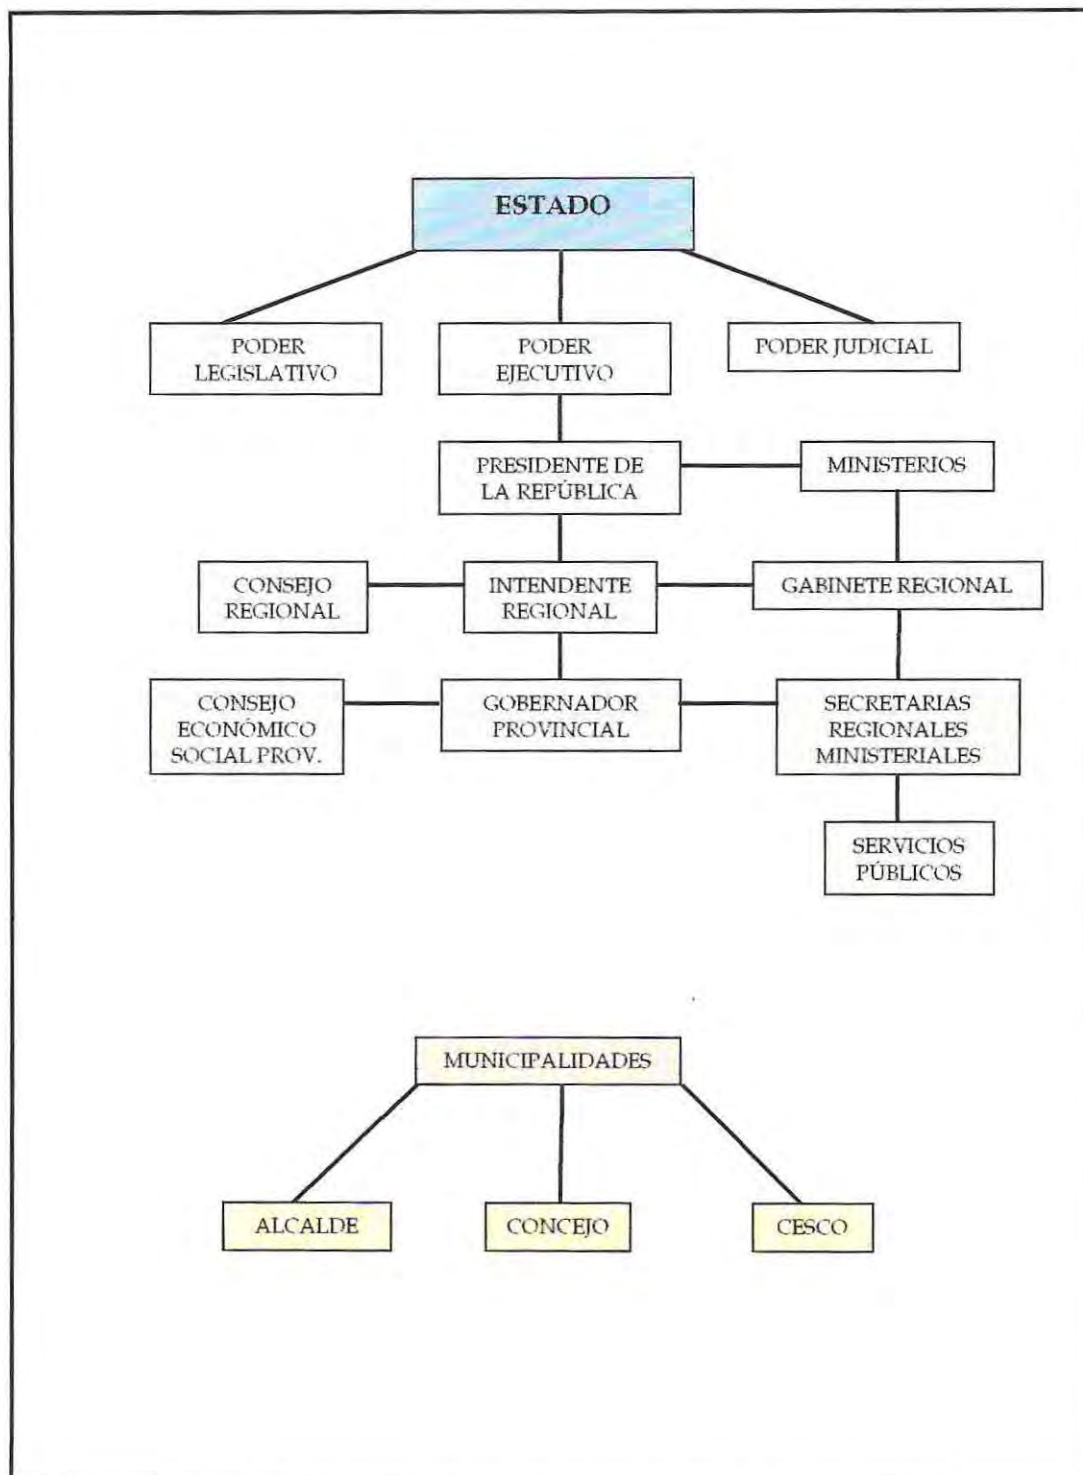 ESTADO
PODER
LEGISLATIVO
PODER
EJECUTIVO
PODER JUDICIAL
PRESIDENTE DE
LA REPÚBLICA
MINISTERIOS
CONSEJO
REGIONAL
INTENDENTE
REGIONAL
GABINETE REGIONAL
CONSEJO
ECONÓMICO
SOCIAL PROV.
GOBERNADOR
PROVINCIAL
SECRETARIAS
REGIONALES
MINISTERIALES
SERVICIOS
PÚBLICOS
MUNICIPALIDADES
ALCALDE
CONCEJO
CESCO